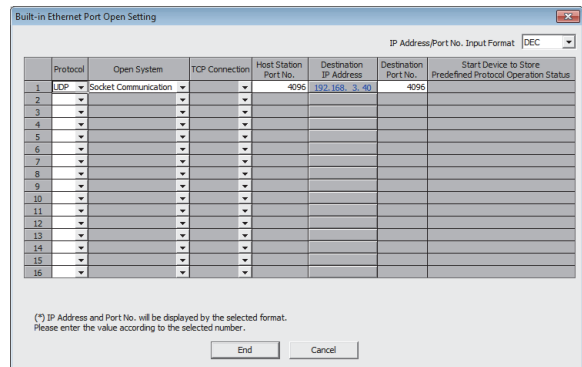 Built-in Ethernet Port Open Setting
IP Address/Port No. Input Format DEC
Protocol Open System TCP Connection Host Station Port No. Destination IP Address Destination Port No. Start Device to Store Predefined Protocol Operation Status
1 UDP Socket Communication 4096 192.168. 3. 40 4096
2
3
4
5
6
7
8
9
10
11
12
13
14
15
16
(*) IP Address and Port No. will be displayed by the selected format.
Please enter the value according to the selected number.
End Cancel